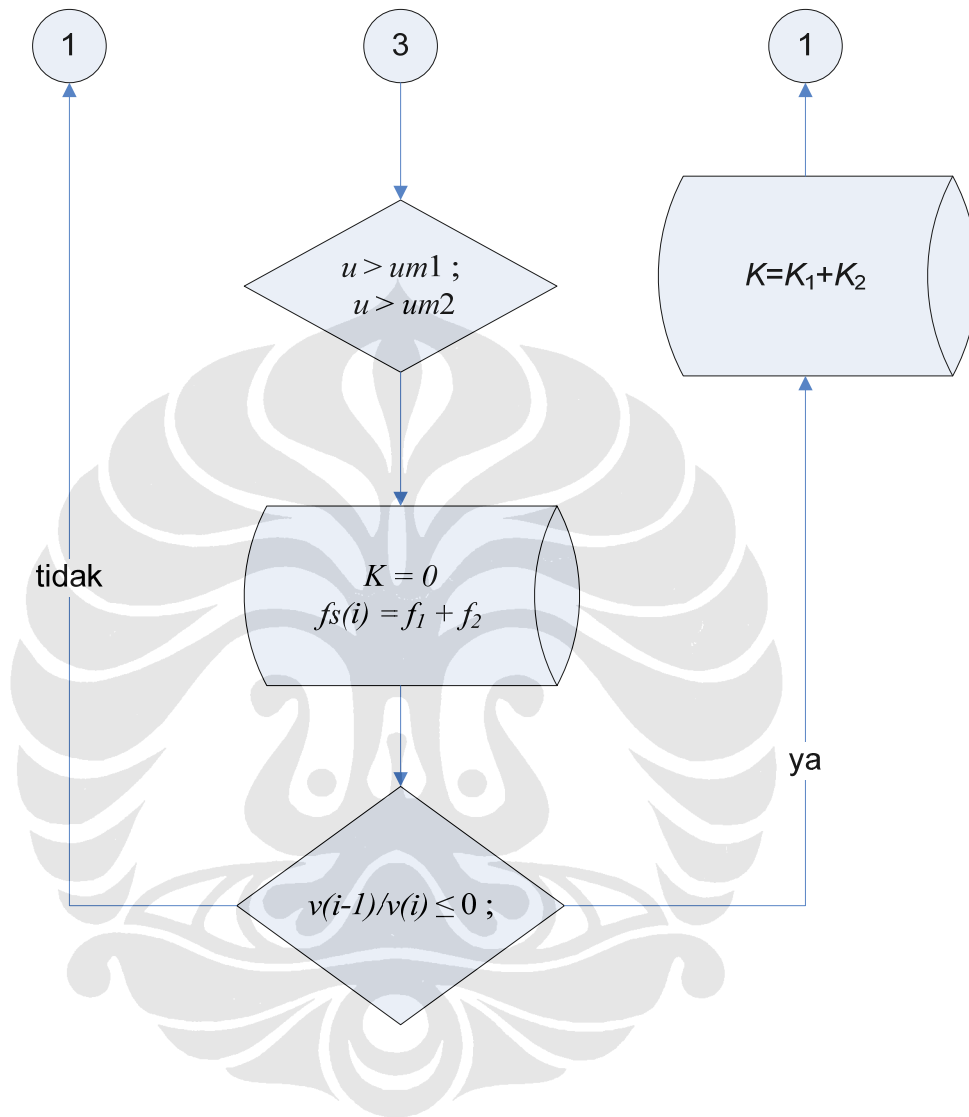 1
3
1
u > um1 ;
u > um2
K=K₁+K₂
K = 0
fs(i) = f₁ + f₂
tidak
ya
v(i-1)/v(i) ≤ 0 ;